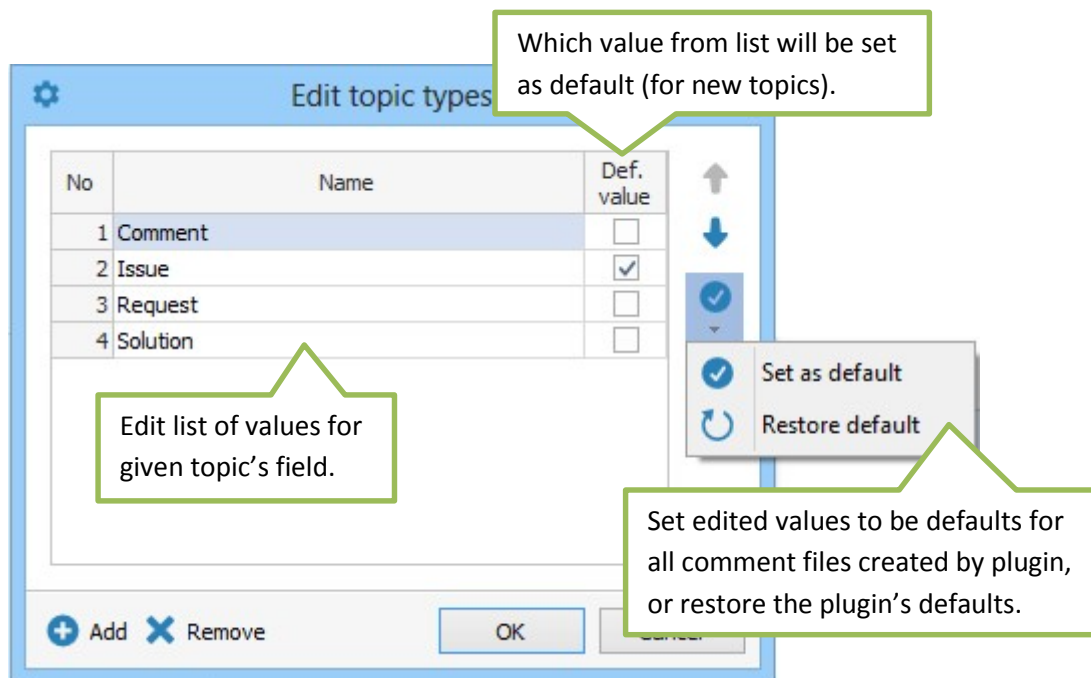 Which value from list will be set
as default (for new topics).
Edit topic types
No
Name
Def.
value
1 Comment
2 Issue
3 Request
4 Solution
Set as default
Restore default
Edit list of values for
given topic’s field.
Set edited values to be defaults for
all comment files created by plugin,
or restore the plugin’s defaults.
Add
Remove
OK